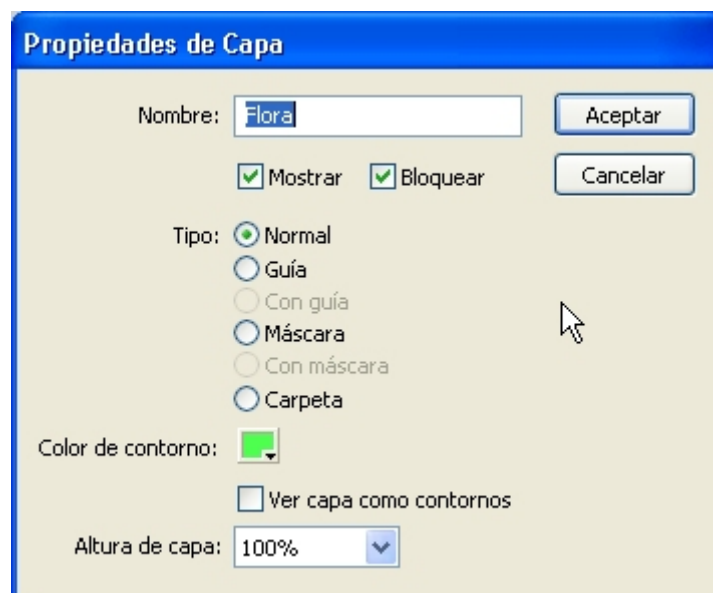 Propiedades de Capa
Nombre: Flora Aceptar
Mostrar Bloquear Cancelar
Tipo: Normal
Guía
Con guía
Máscara
Con máscara
Carpeta
Color de contorno:
Ver capa como contornos
Altura de capa: 100%